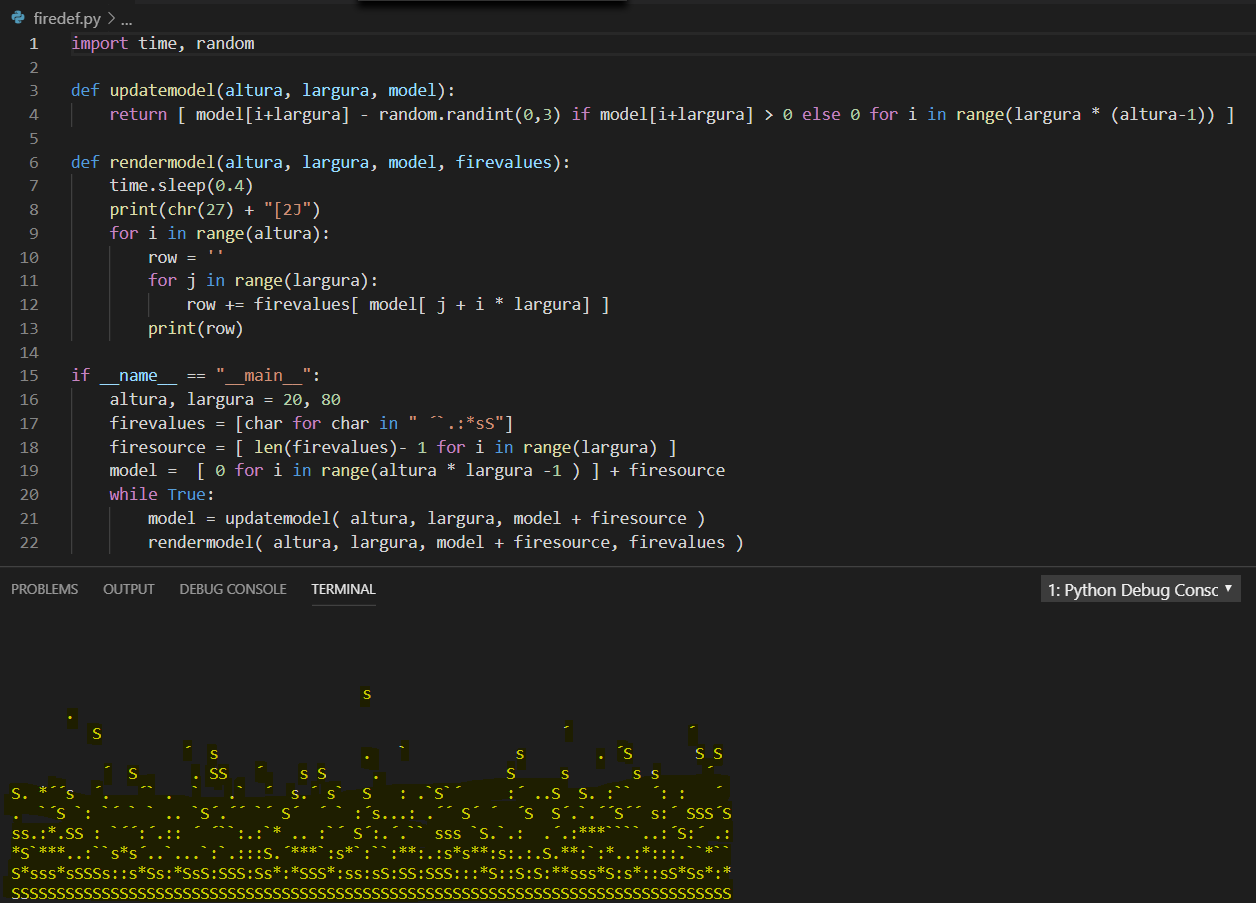 firedef.py > ...
1 import time, random
2
3 def updatemodel(altura, largura, model):
4     return [ model[i+largura] - random.randint(0,3) if model[i+largura] > 0 else 0 for i in range(largura * (altura-1)) ]
5
6 def rendermodel(altura, largura, model, firevalues):
7     time.sleep(0.4)
8     print(chr(27) + "[2J")
9     for i in range(altura):
10         row = ''
11         for j in range(largura):
12             row += firevalues[ model[ j + i * largura] ]
13         print(row)
14
15 if __name__ == "__main__":
16     altura, largura = 20, 80
17     firevalues = [char for char in " ´`.:*sS"]
18     firesource = [ len(firevalues)- 1 for i in range(largura) ]
19     model =  [ 0 for i in range(altura * largura -1 ) ] + firesource
20     while True:
21         model = updatemodel( altura, largura, model + firesource )
22         rendermodel( altura, largura, model + firesource, firevalues )
PROBLEMS OUTPUT DEBUG CONSOLE TERMINAL 1: Python Debug Consc